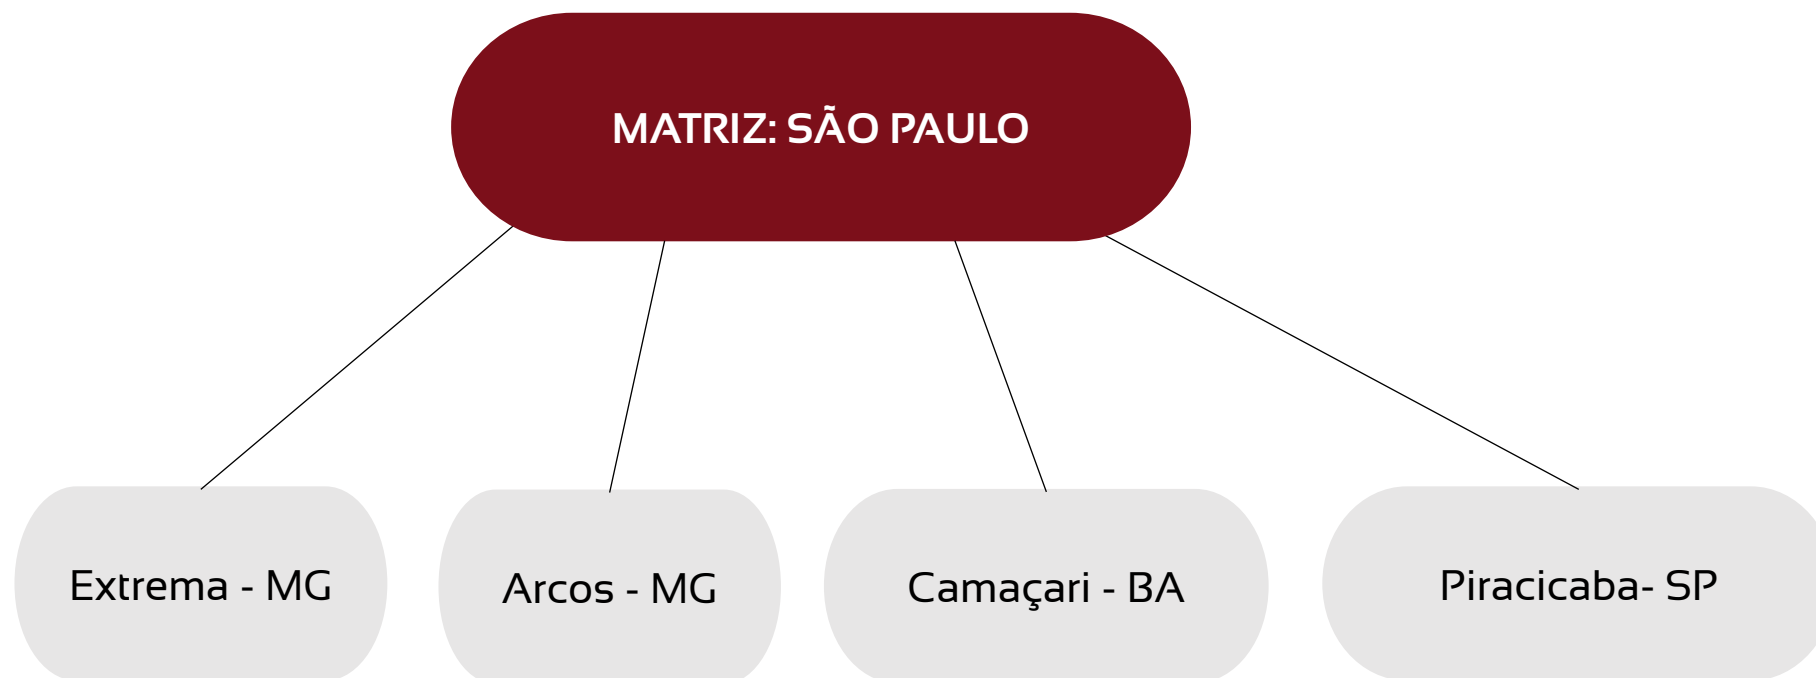 MATRIZ: SÃO PAULO
Extrema - MG
Arcos - MG
Camaçari - BA
Piracicaba- SP